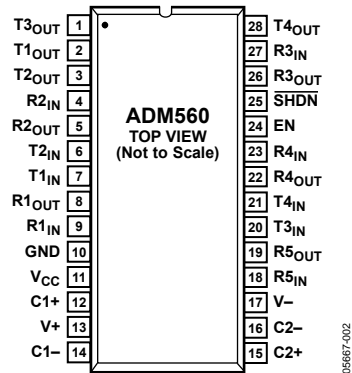 T3OUT 1
T1OUT 2
T2OUT 3
R2IN 4
R2OUT 5
T2IN 6
T1IN 7
R1OUT 8
R1IN 9
GND 10
VCC 11
C1+ 12
V+ 13
C1– 14
ADM560
TOP VIEW
(Not to Scale)
28 T4OUT
27 R3IN
26 R3OUT
25 SHDN
24 EN
23 R4IN
22 R4OUT
21 T4IN
20 T3IN
19 R5OUT
18 R5IN
17 V–
16 C2–
15 C2+
05667-002